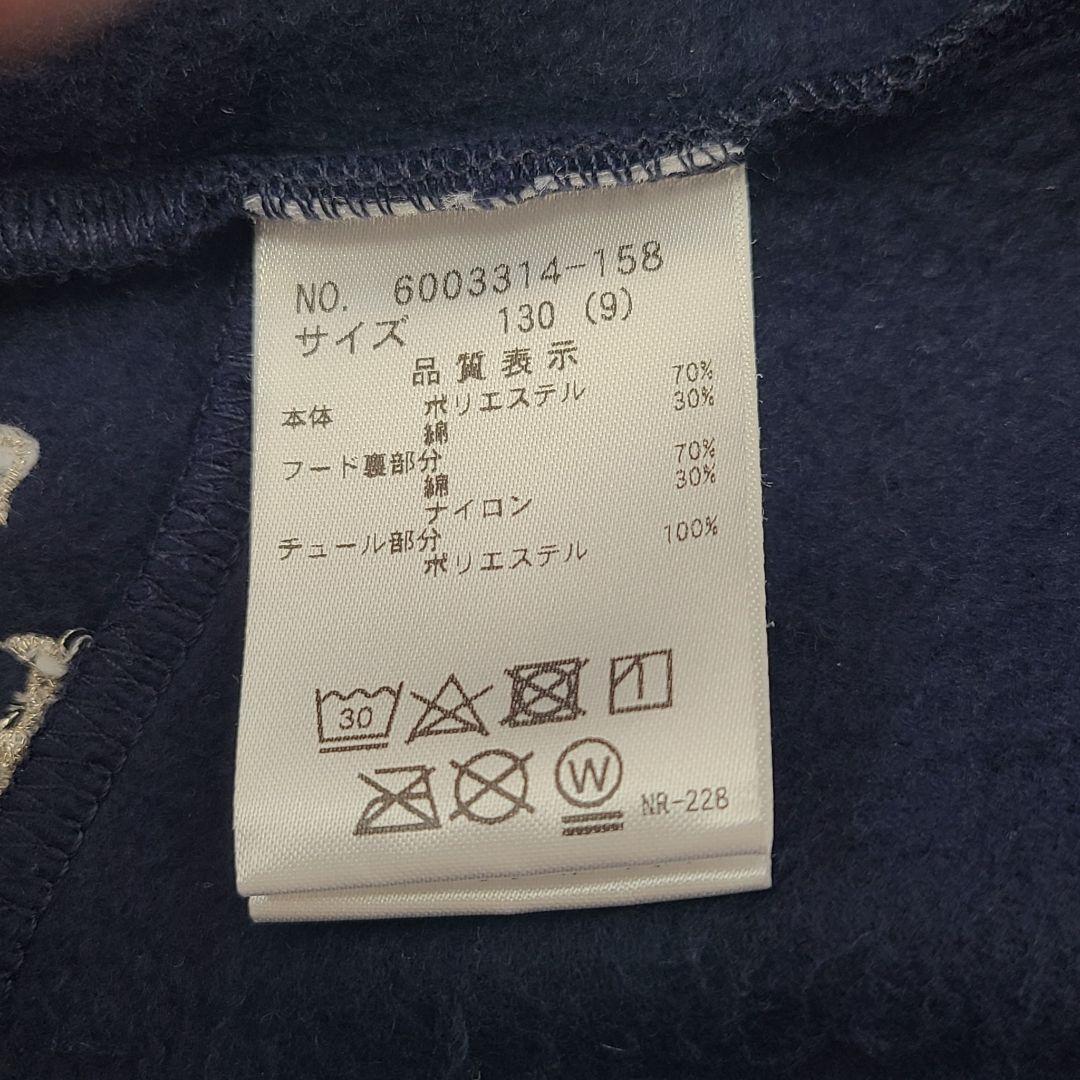 NO. 6003314-158
サイズ 130 (9)
品質表示
本体 ポリエステル 70%
綿 30%
フード裏部分
綿 70%
ナイロン 30%
チュール部分
ポリエステル 100%
30
W NR-228